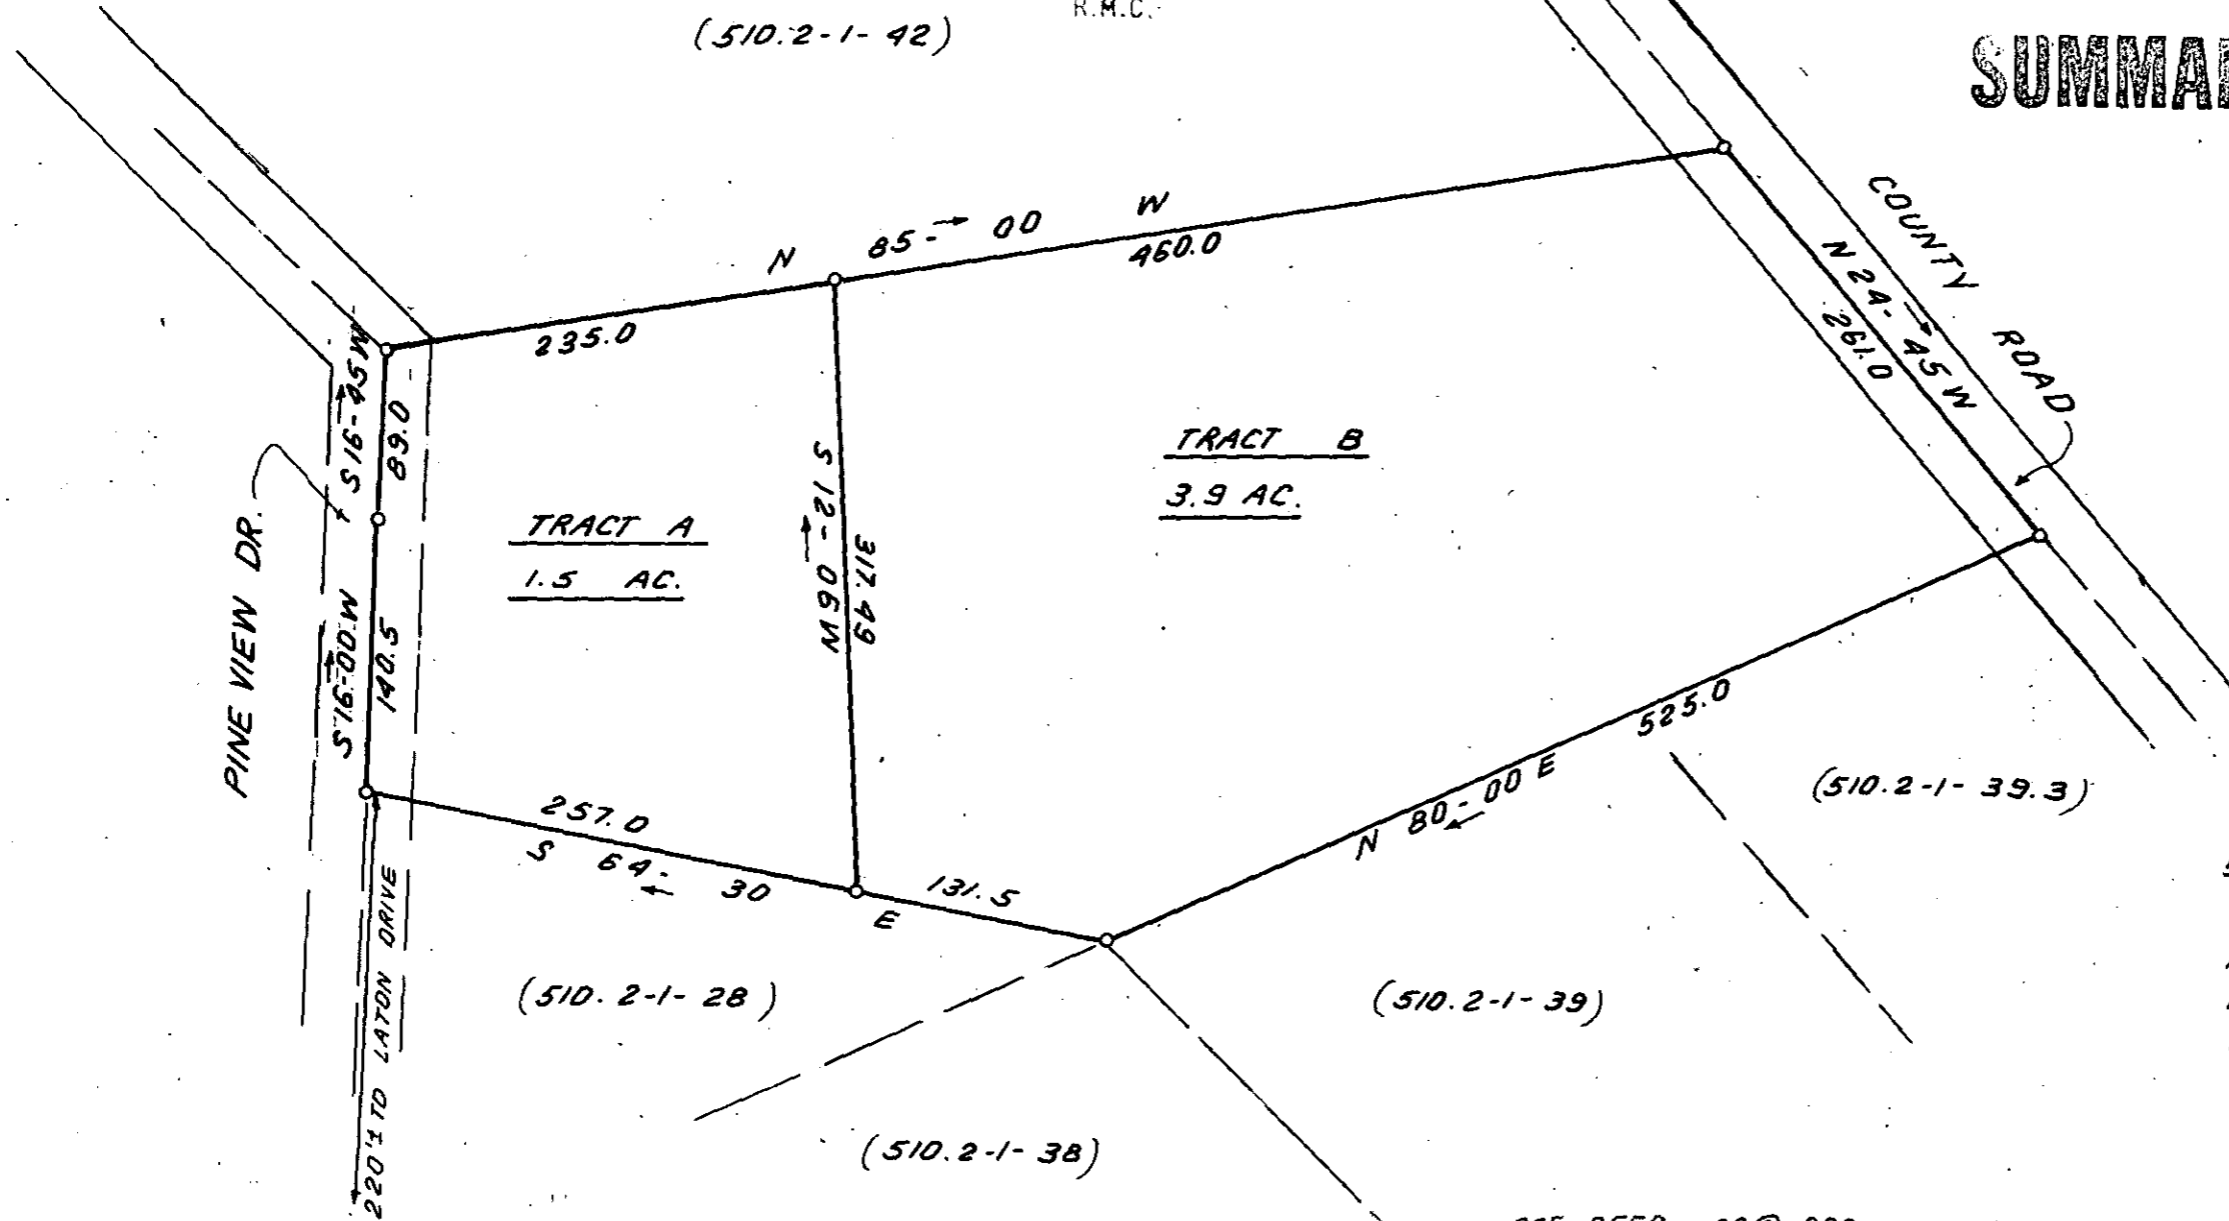 R.M.C.
(510.2-1-42)
N 85-00 W
235.0
460.0
COUNTY ROAD
N 24-45 W
261.0
S 16-45 W
89.0
TRACT A
1.5 AC.
S 12-06 W
317.49
TRACT B
3.9 AC.
PINE VIEW DR.
S 16-00 W
140.5
257.0
S 64-30 E
131.5
N 80-00 E
525.0
(510.2-1-39.3)
220'± TO LATON DRIVE
(510.2-1-28)
(510.2-1-39)
(510.2-1-38)